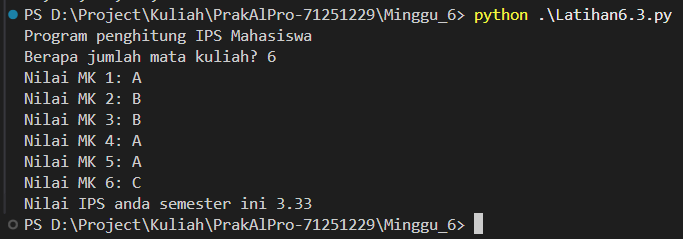 PS D:\Project\Kuliah\PrakAlPro-71251229\Minggu_6> python .\Latihan6.3.py
Program penghitung IPS Mahasiswa
Berapa jumlah mata kuliah? 6
Nilai MK 1: A
Nilai MK 2: B
Nilai MK 3: B
Nilai MK 4: A
Nilai MK 5: A
Nilai MK 6: C
Nilai IPS anda semester ini 3.33
PS D:\Project\Kuliah\PrakAlPro-71251229\Minggu_6>